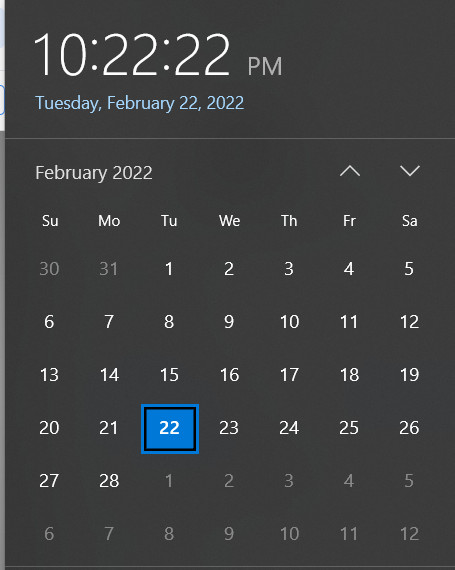 10:22:22 PM
Tuesday, February 22, 2022
February 2022
Su Mo Tu We Th Fr Sa
30 31 1 2 3 4 5
6 7 8 9 10 11 12
13 14 15 16 17 18 19
20 21 22 23 24 25 26
27 28 1 2 3 4 5
6 7 8 9 10 11 12